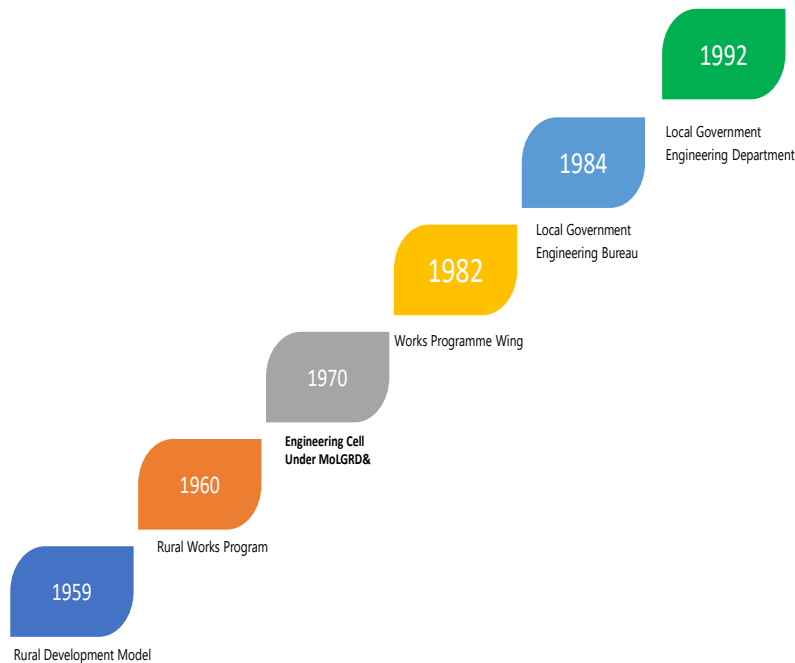 1992
Local Government
Engineering Department
1984
Local Government
Engineering Bureau
1982
Works Programme Wing
1970
Engineering Cell
Under MoLGRD&
1960
Rural Works Program
1959
Rural Development Model